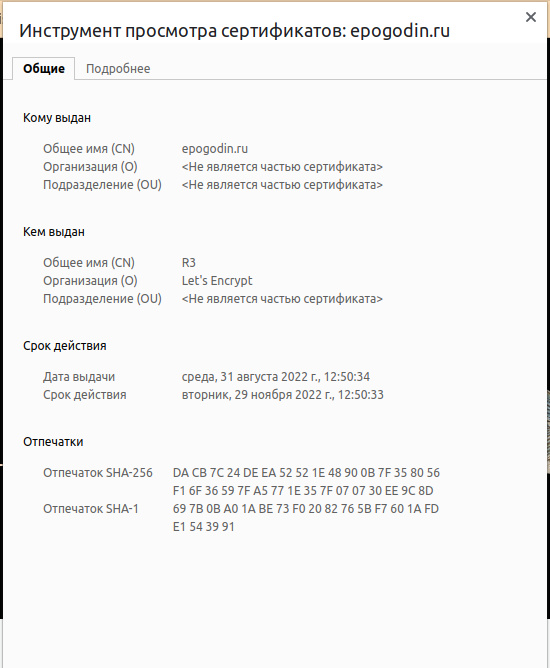 Инструмент просмотра сертификатов: epogodin.ru
Общие Подробнее
Кому выдан
Общее имя (CN) epogodin.ru
Организация (O) <Не является частью сертификата>
Подразделение (OU) <Не является частью сертификата>
Кем выдан
Общее имя (CN) R3
Организация (O) Let's Encrypt
Подразделение (OU) <Не является частью сертификата>
Срок действия
Дата выдачи среда, 31 августа 2022 г., 12:50:34
Срок действия вторник, 29 ноября 2022 г., 12:50:33
Отпечатки
Отпечаток SHA-256 DA CB 7C 24 DE EA 52 52 1E 48 90 0B 7F 35 80 56
F1 6F 36 59 7F A5 77 1E 35 7F 07 07 30 EE 9C 8D
Отпечаток SHA-1 69 7B 0B A0 1A BE 73 F0 20 82 76 5B F7 60 1A FD
E1 54 39 91